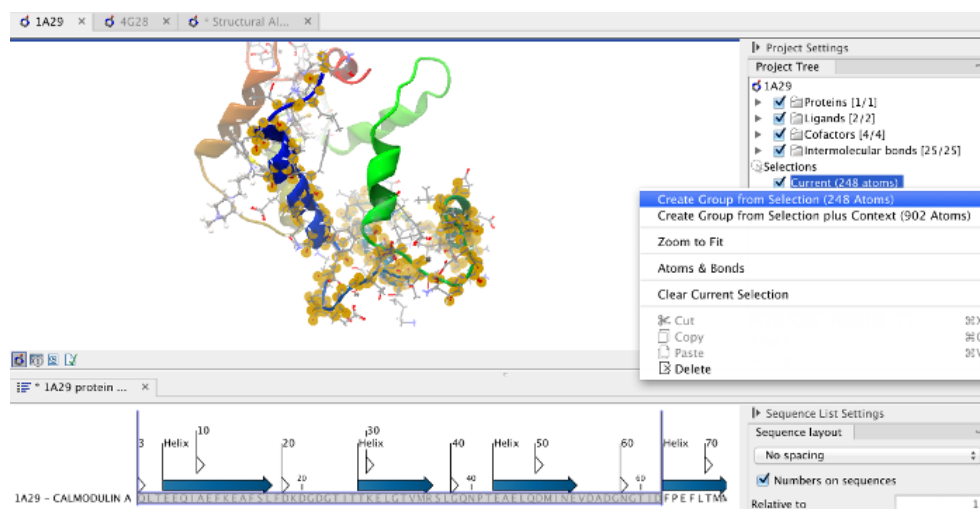 1A29 × 4G28 × * Structural Al... ×
Project Settings
Project Tree
1A29
Proteins [1/1]
Ligands [2/2]
Cofactors [4/4]
Intermolecular bonds [25/25]
Selections
Current (248 atoms)
Create Group from Selection (248 Atoms)
Create Group from Selection plus Context (902 Atoms)
Zoom to Fit
Atoms & Bonds
Clear Current Selection
Cut ⌘X
Copy ⌘C
Paste ⌘V
Delete
* 1A29 protein ... ×
Sequence List Settings
Sequence layout
No spacing
Numbers on sequences
Relative to 1
3 Helix 10 20 30 Helix 40 Helix 50 60 Helix 70
20 40 60
1A29 - CALMODULIN A
FPEFLTM